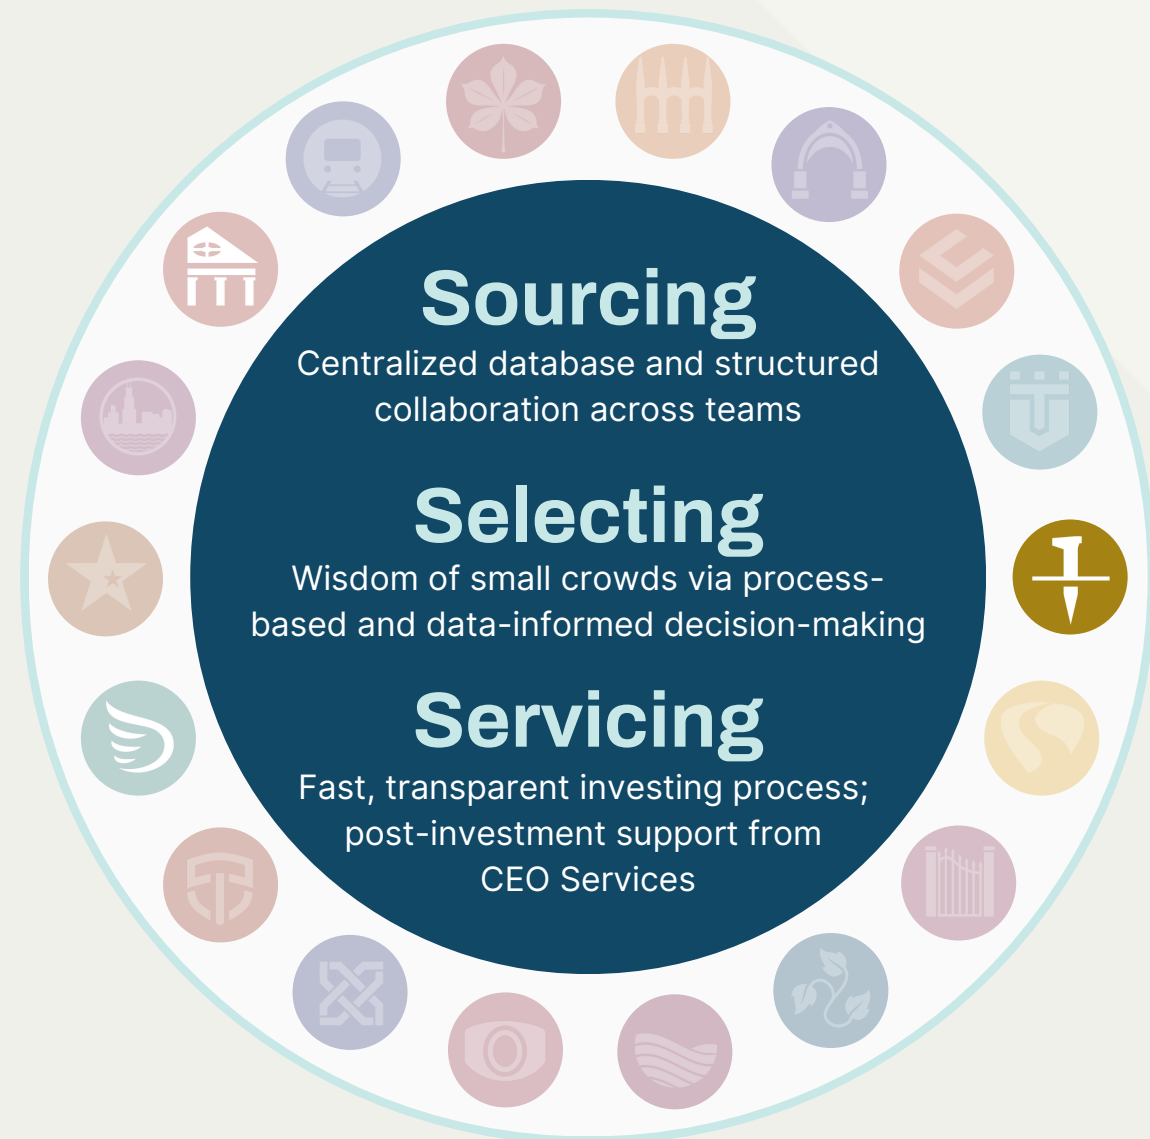 Sourcing
Centralized database and structured
collaboration across teams
Selecting
Wisdom of small crowds via process-
based and data-informed decision-making
Servicing
Fast, transparent investing process;
post-investment support from
CEO Services